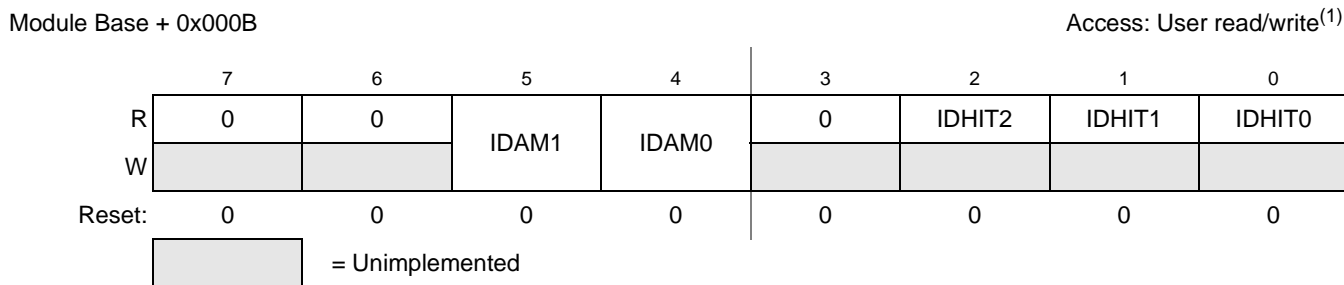 Module Base + 0x000B Access: User read/write(1)
7 6 5 4 3 2 1 0
R 0 0 IDAM1 IDAM0 0 IDHIT2 IDHIT1 IDHIT0
W
Reset: 0 0 0 0 0 0 0 0
= Unimplemented